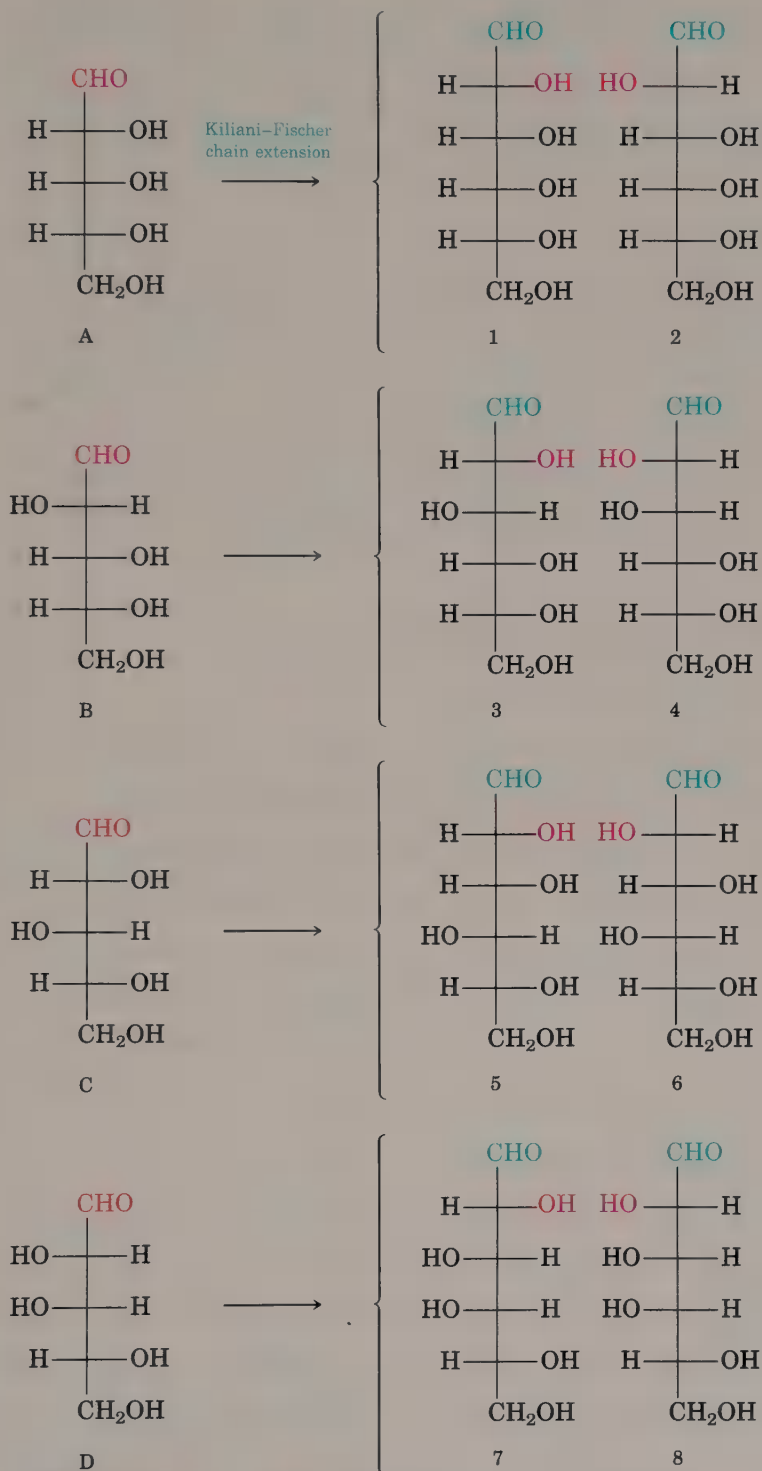 CHO
H OH
H OH
H OH
CH₂OH
A
Kiliani–Fischer
chain extension
CHO
H OH
H OH
H OH
H OH
CH₂OH
1
CHO
HO H
H OH
H OH
H OH
CH₂OH
2
CHO
HO H
H OH
H OH
CH₂OH
B
CHO
H OH
HO H
H OH
H OH
CH₂OH
3
CHO
HO H
HO H
H OH
H OH
CH₂OH
4
CHO
H OH
HO H
H OH
CH₂OH
C
CHO
H OH
H OH
HO H
H OH
CH₂OH
5
CHO
HO H
H OH
HO H
H OH
CH₂OH
6
CHO
HO H
HO H
H OH
CH₂OH
D
CHO
H OH
HO H
HO H
H OH
CH₂OH
7
CHO
HO H
HO H
HO H
H OH
CH₂OH
8